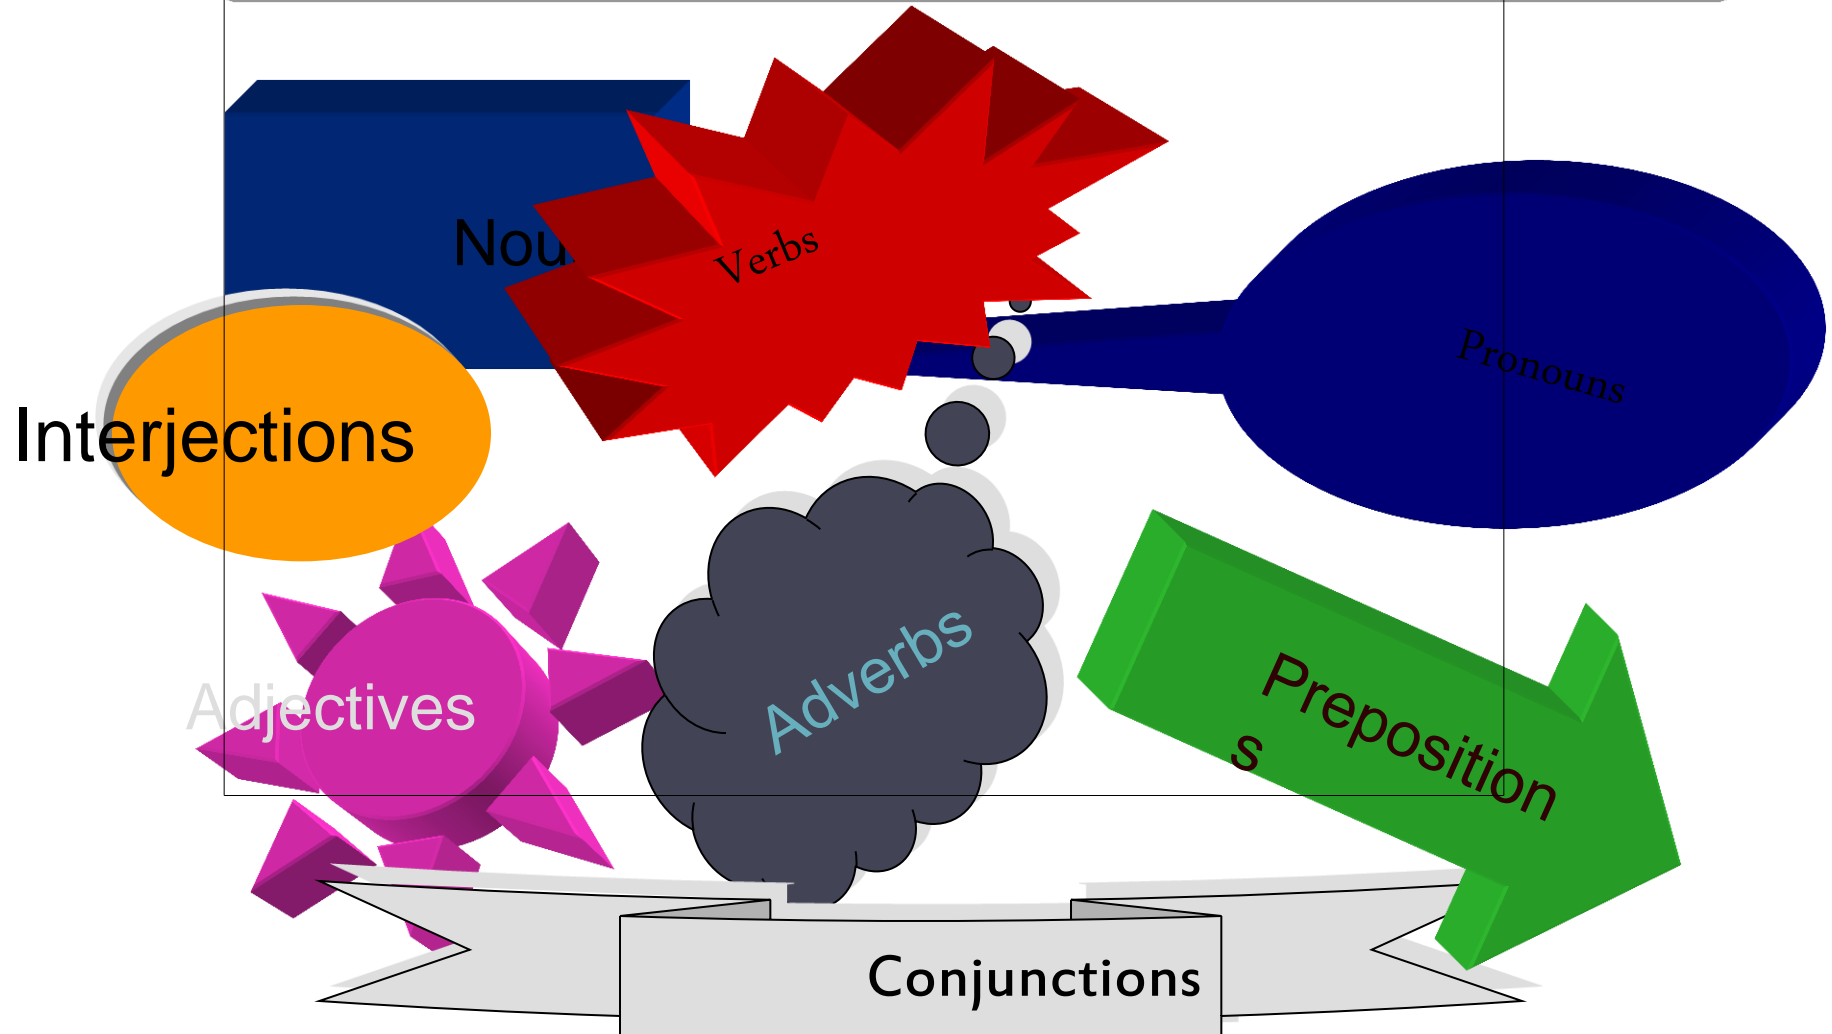 Nou
Verbs
Pronouns
Interjections
Adjectives
Adverbs
Preposition
s
Conjunctions